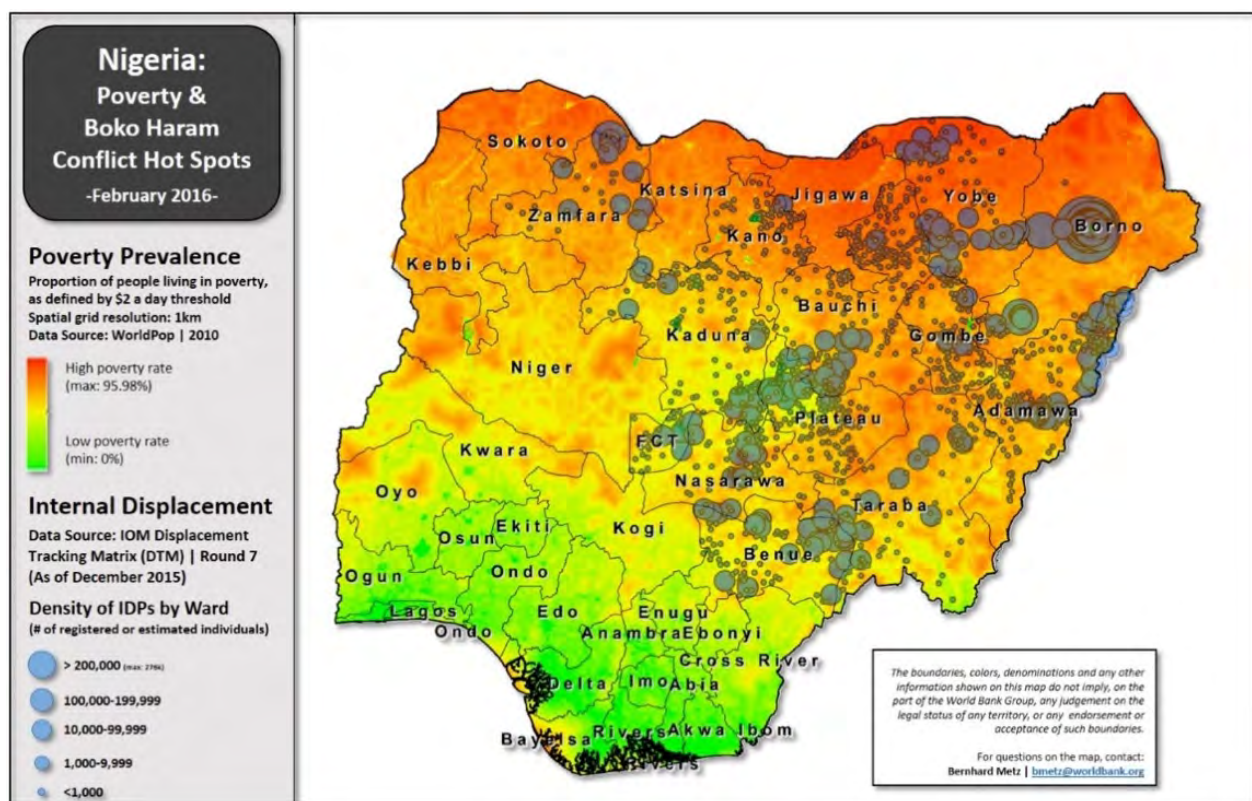 Nigeria:
Poverty &
Boko Haram
Conflict Hot Spots
-February 2016-
Poverty Prevalence
Proportion of people living in poverty,
as defined by $2 a day threshold
Spatial grid resolution: 1km
Data Source: WorldPop | 2010
High poverty rate
(max: 95.98%)
Low poverty rate
(min: 0%)
Internal Displacement
Data Source: IOM Displacement
Tracking Matrix (DTM) | Round 7
(As of December 2015)
Density of IDPs by Ward
(# of registered or estimated individuals)
> 200,000 (max: 276k)
100,000-199,999
10,000-99,999
1,000-9,999
<1,000
Sokoto
Katsina
Jigawa
Yobe
Zamfara
Kano
Borno
Kebbi
Bauchi
Kaduna
Gombe
Niger
Plateau
Adamawa
FCT
Kwara
Nasarawa
Oyo
Taraba
Ekiti
Kogi
Osun
Benue
Ogun
Ondo
Lagos
Edo
Enugu
Ondo
Anambra
Ebonyi
Cross River
Delta
Imo
Abia
Bayelsa
Rivers
Akwa Ibom
Rivers
The boundaries, colors, denominations and any other
information shown on this map do not imply, on the
part of the World Bank Group, any judgement on the
legal status of any territory, or any endorsement or
acceptance of such boundaries.
For questions on the map, contact:
Bernhard Metz | bmetz@worldbank.org